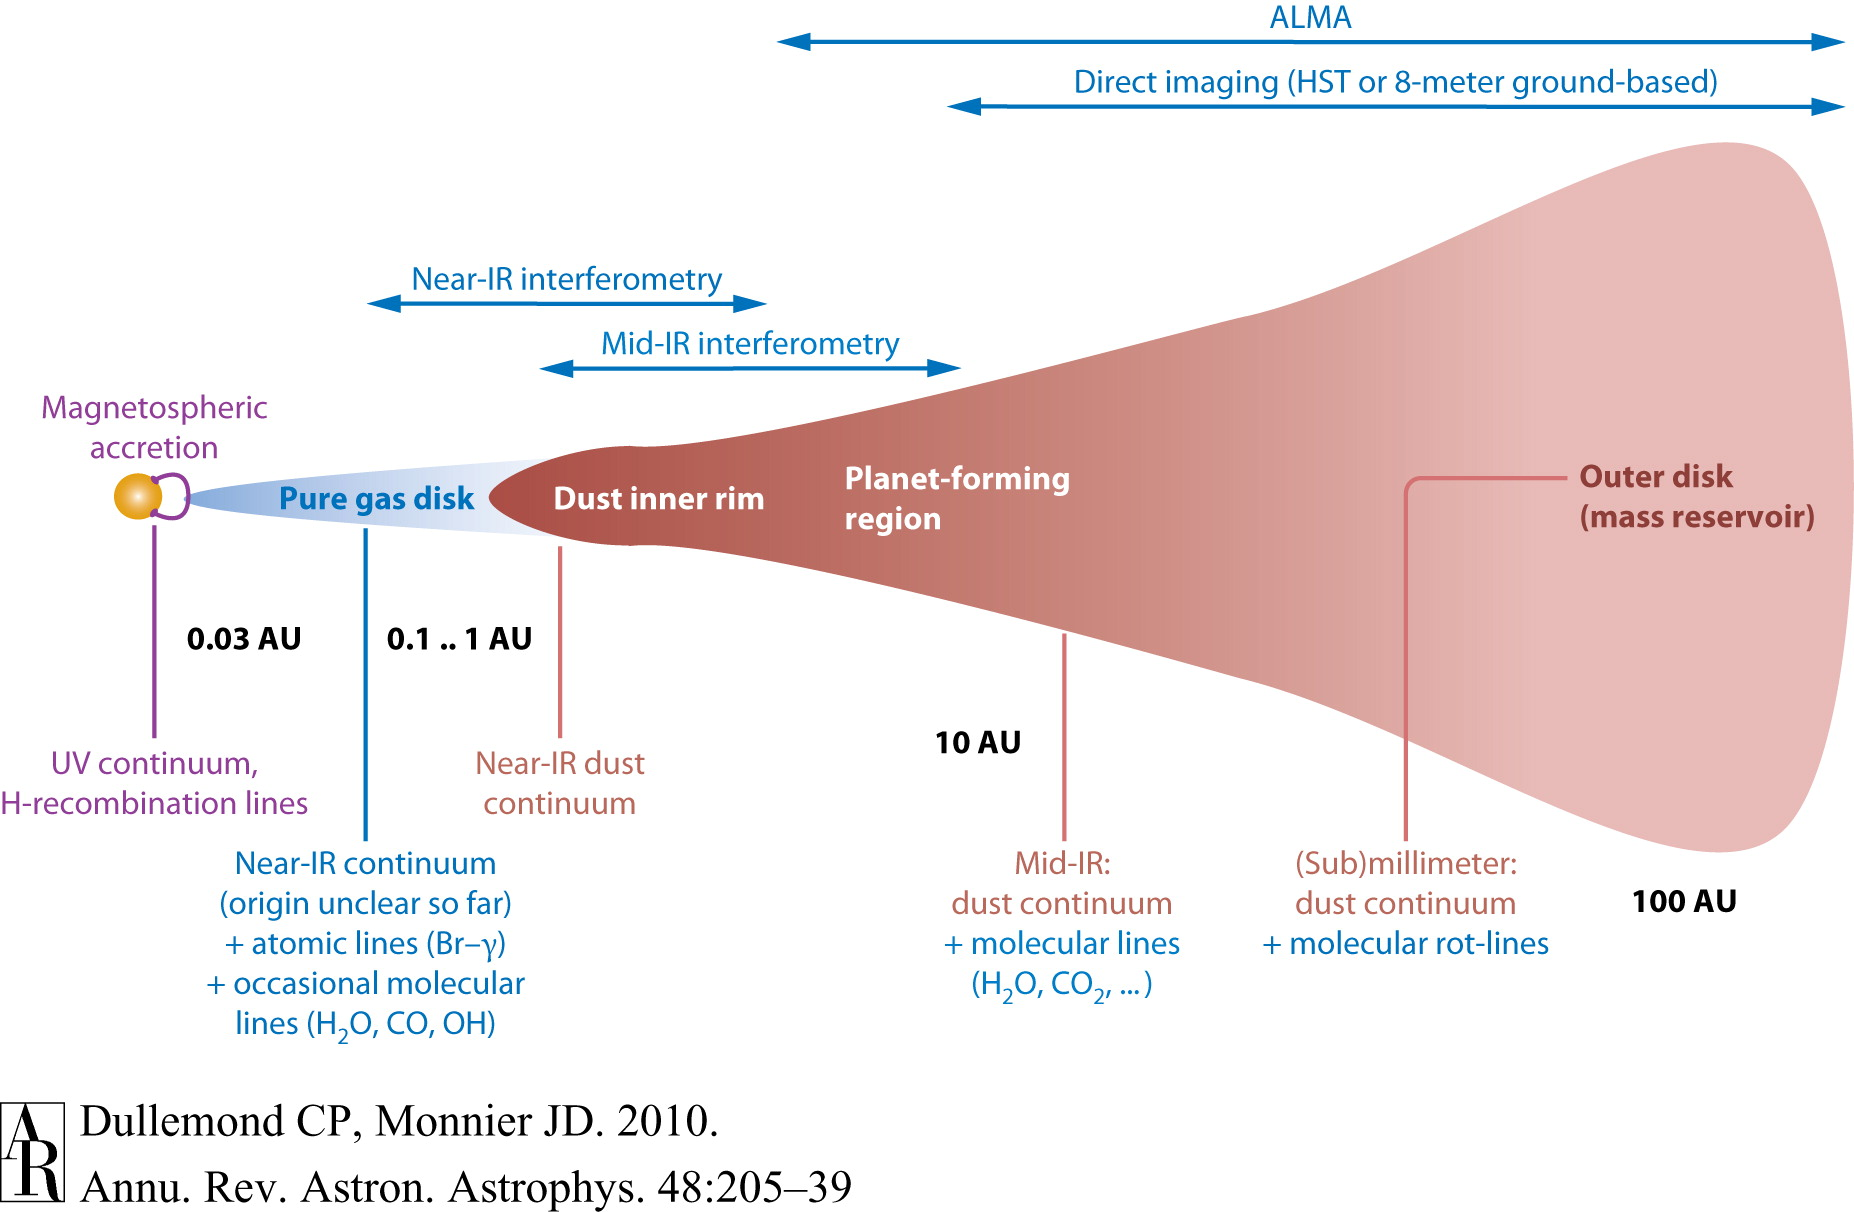 ALMA
Direct imaging (HST or 8-meter ground-based)
Near-IR interferometry
Mid-IR interferometry
Magnetospheric
accretion
Pure gas disk
Dust inner rim
Planet-forming
region
Outer disk
(mass reservoir)
0.03 AU
0.1 .. 1 AU
10 AU
100 AU
UV continuum,
H-recombination lines
Near-IR dust
continuum
Near-IR continuum
(origin unclear so far)
+ atomic lines (Br–γ)
+ occasional molecular
lines (H₂O, CO, OH)
Mid-IR:
dust continuum
+ molecular lines
(H₂O, CO₂, ...)
(Sub)millimeter:
dust continuum
+ molecular rot-lines
AR
Dullemond CP, Monnier JD. 2010.
Annu. Rev. Astron. Astrophys. 48:205–39